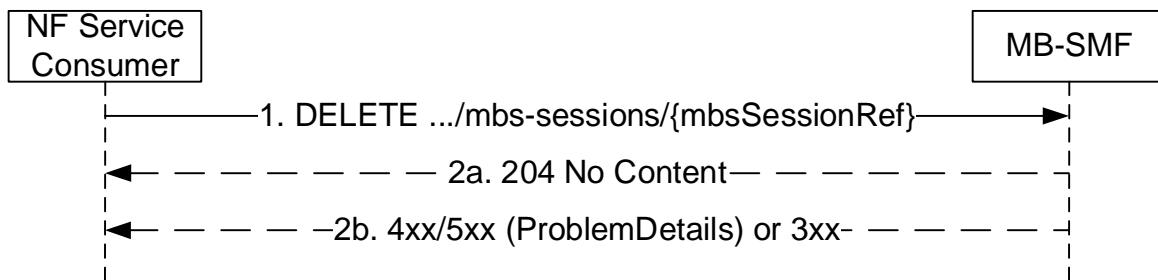 NF Service
Consumer
MB-SMF
1. DELETE .../mbs-sessions/{mbsSessionRef}
2a. 204 No Content
2b. 4xx/5xx (ProblemDetails) or 3xx